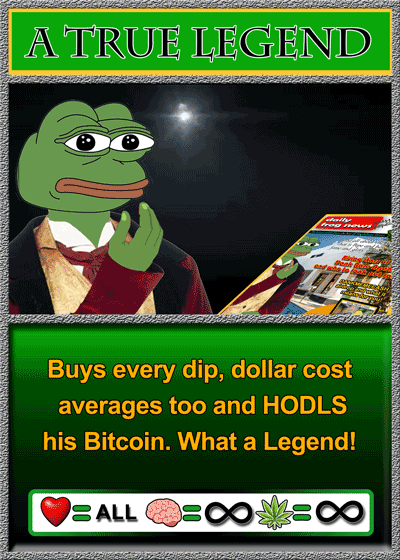 A TRUE LEGEND
daily
frog news
Buys every dip, dollar cost
averages too and HODLS
his Bitcoin. What a Legend!
= ALL = ∞ = ∞